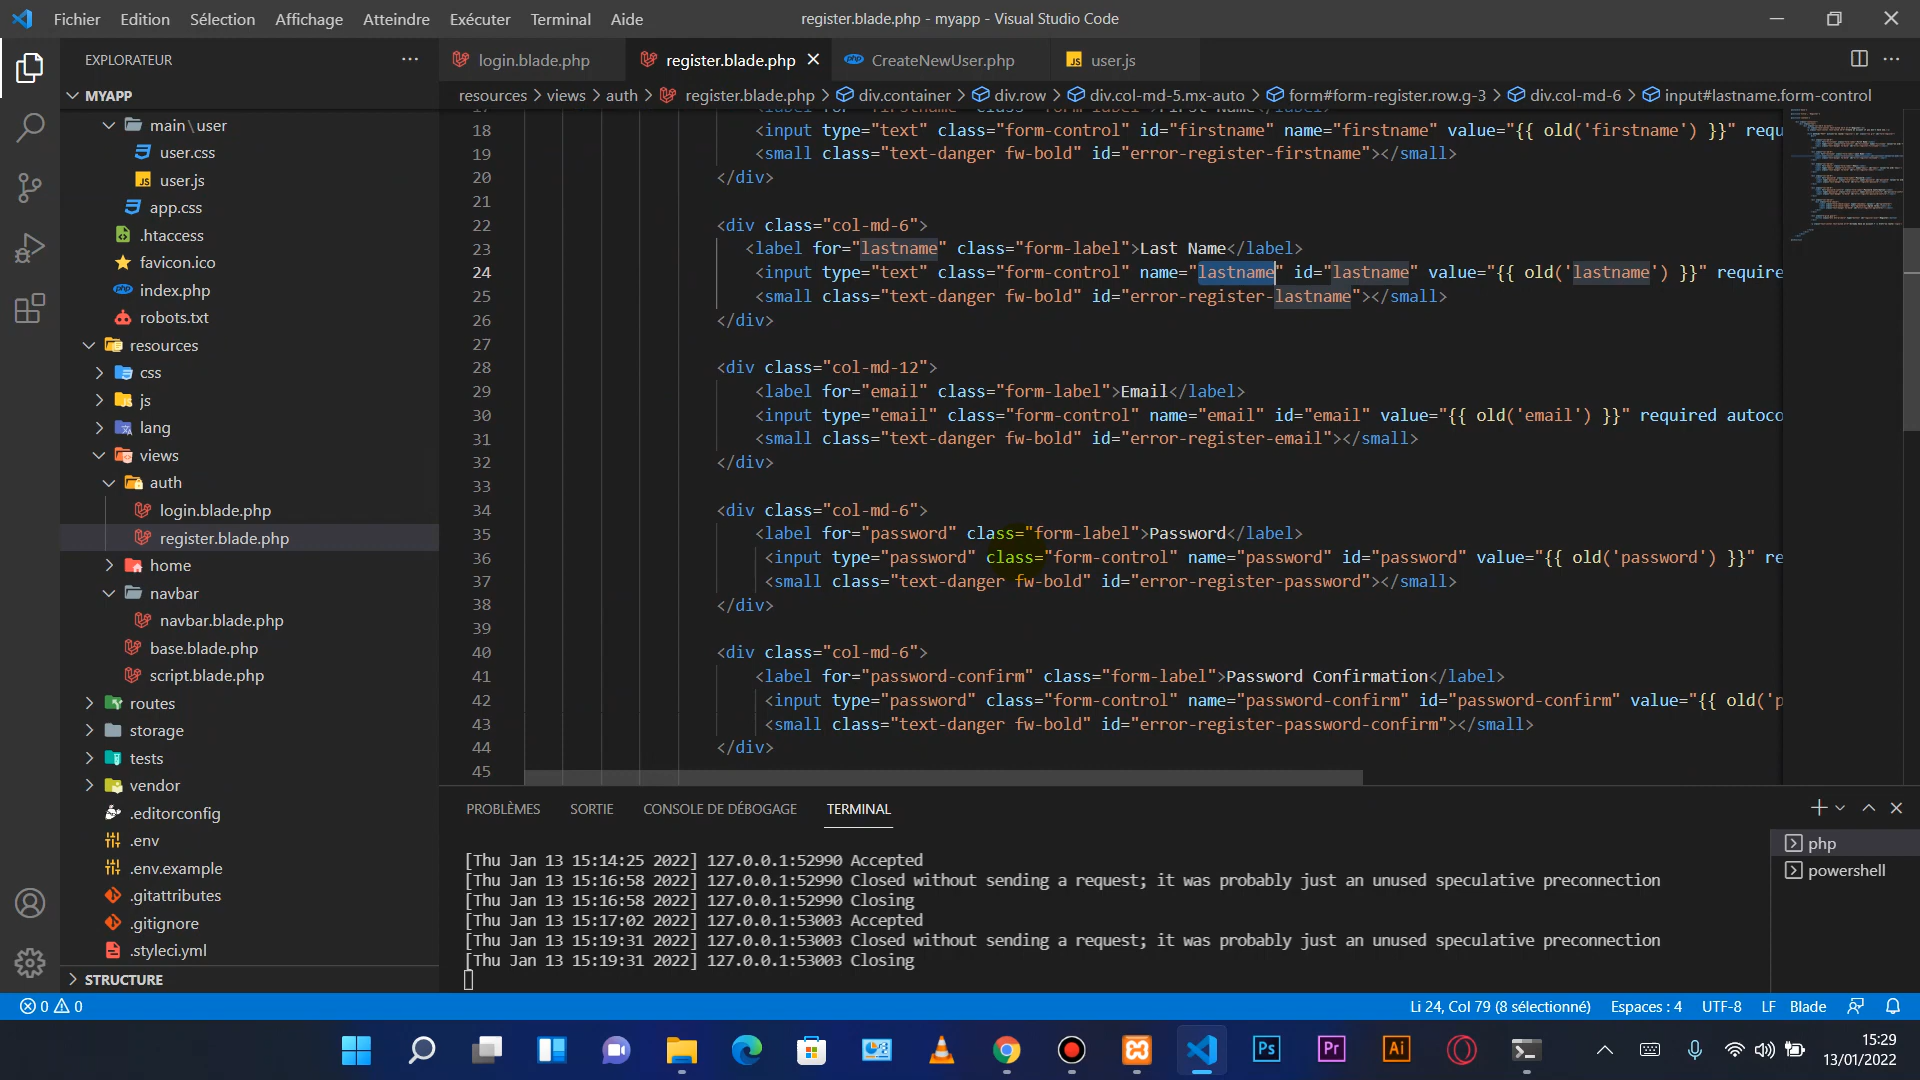 Fichier Edition Sélection Affichage Atteindre Exécuter Terminal Aide
register.blade.php - myapp - Visual Studio Code
EXPLORATEUR
login.blade.php
register.blade.php
CreateNewUser.php
user.js
MYAPP
resources > views > auth > register.blade.php > div.container > div.row > div.col-md-5.mx-auto > form#form-register.row.g-3 > div.col-md-6 > input#lastname.form-control
main\user
user.css
user.js
app.css
.htaccess
favicon.ico
index.php
robots.txt
resources
css
js
lang
views
auth
login.blade.php
register.blade.php
home
navbar
navbar.blade.php
base.blade.php
script.blade.php
routes
storage
tests
vendor
.editorconfig
.env
.env.example
.gitattributes
.gitignore
.styleci.yml
STRUCTURE
18 <input type="text" class="form-control" id="firstname" name="firstname" value="{{ old('firstname') }}" requ
19 <small class="text-danger fw-bold" id="error-register-firstname"></small>
20 </div>
21
22 <div class="col-md-6">
23 <label for="lastname" class="form-label">Last Name</label>
24 <input type="text" class="form-control" name="lastname" id="lastname" value="{{ old('lastname') }}" require
25 <small class="text-danger fw-bold" id="error-register-lastname"></small>
26 </div>
27
28 <div class="col-md-12">
29 <label for="email" class="form-label">Email</label>
30 <input type="email" class="form-control" name="email" id="email" value="{{ old('email') }}" required autoco
31 <small class="text-danger fw-bold" id="error-register-email"></small>
32 </div>
33
34 <div class="col-md-6">
35 <label for="password" class="form-label">Password</label>
36 <input type="password" class="form-control" name="password" id="password" value="{{ old('password') }}" re
37 <small class="text-danger fw-bold" id="error-register-password"></small>
38 </div>
39
40 <div class="col-md-6">
41 <label for="password-confirm" class="form-label">Password Confirmation</label>
42 <input type="password" class="form-control" name="password-confirm" id="password-confirm" value="{{ old('p
43 <small class="text-danger fw-bold" id="error-register-password-confirm"></small>
44 </div>
45
PROBLÈMES SORTIE CONSOLE DE DÉBOGAGE TERMINAL
[Thu Jan 13 15:14:25 2022] 127.0.0.1:52990 Accepted
[Thu Jan 13 15:16:58 2022] 127.0.0.1:52990 Closed without sending a request; it was probably just an unused speculative preconnection
[Thu Jan 13 15:16:58 2022] 127.0.0.1:52990 Closing
[Thu Jan 13 15:17:02 2022] 127.0.0.1:53003 Accepted
[Thu Jan 13 15:19:31 2022] 127.0.0.1:53003 Closed without sending a request; it was probably just an unused speculative preconnection
[Thu Jan 13 15:19:31 2022] 127.0.0.1:53003 Closing
php
powershell
0 0
Li 24, Col 79 (8 sélectionné) Espaces : 4 UTF-8 LF Blade
Ps Pr Ai
15:29
13/01/2022